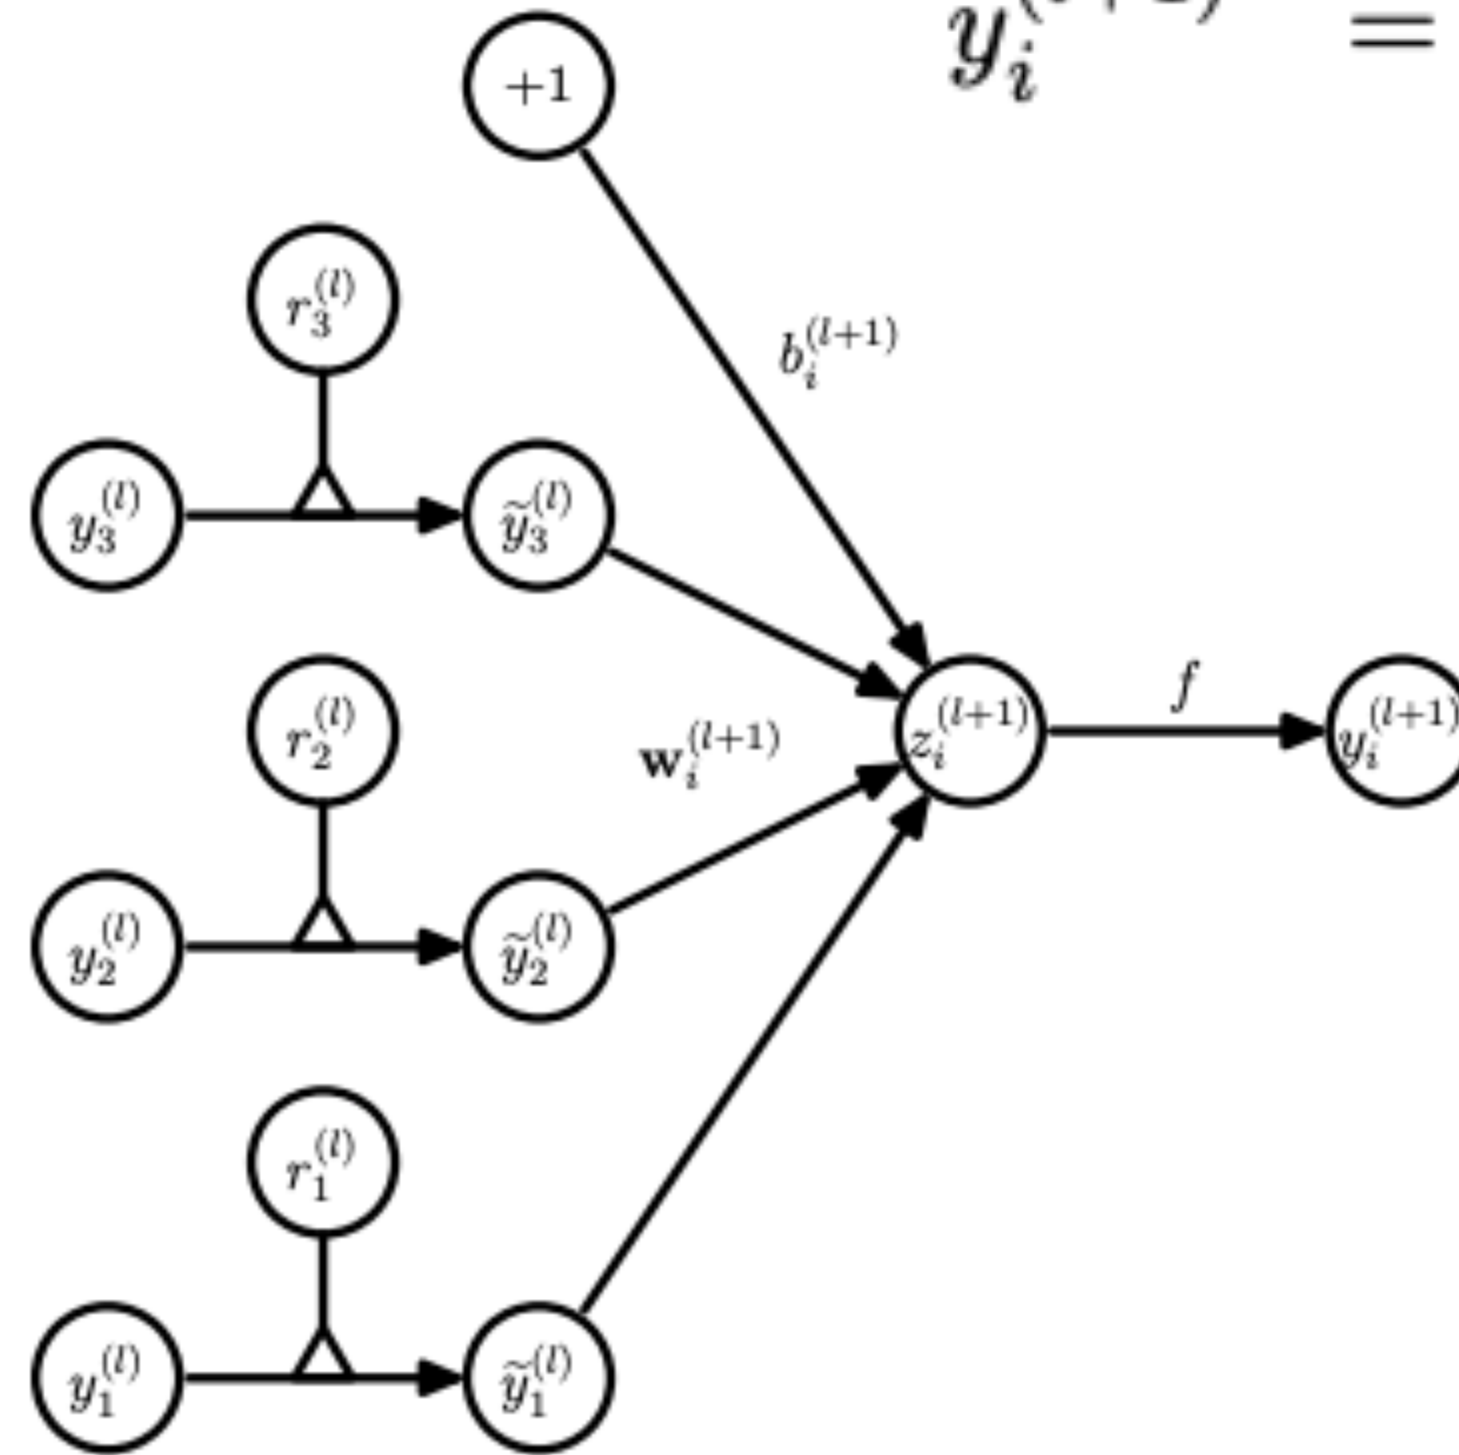 y_i^{(l+1)} =
+1
r_3^{(l)}
b_i^{(l+1)}
y_3^{(l)} ỹ_3^{(l)}
r_2^{(l)} w_i^{(l+1)} z_i^{(l+1)} f y_i^{(l+1)}
y_2^{(l)} ỹ_2^{(l)}
r_1^{(l)}
y_1^{(l)} ỹ_1^{(l)}